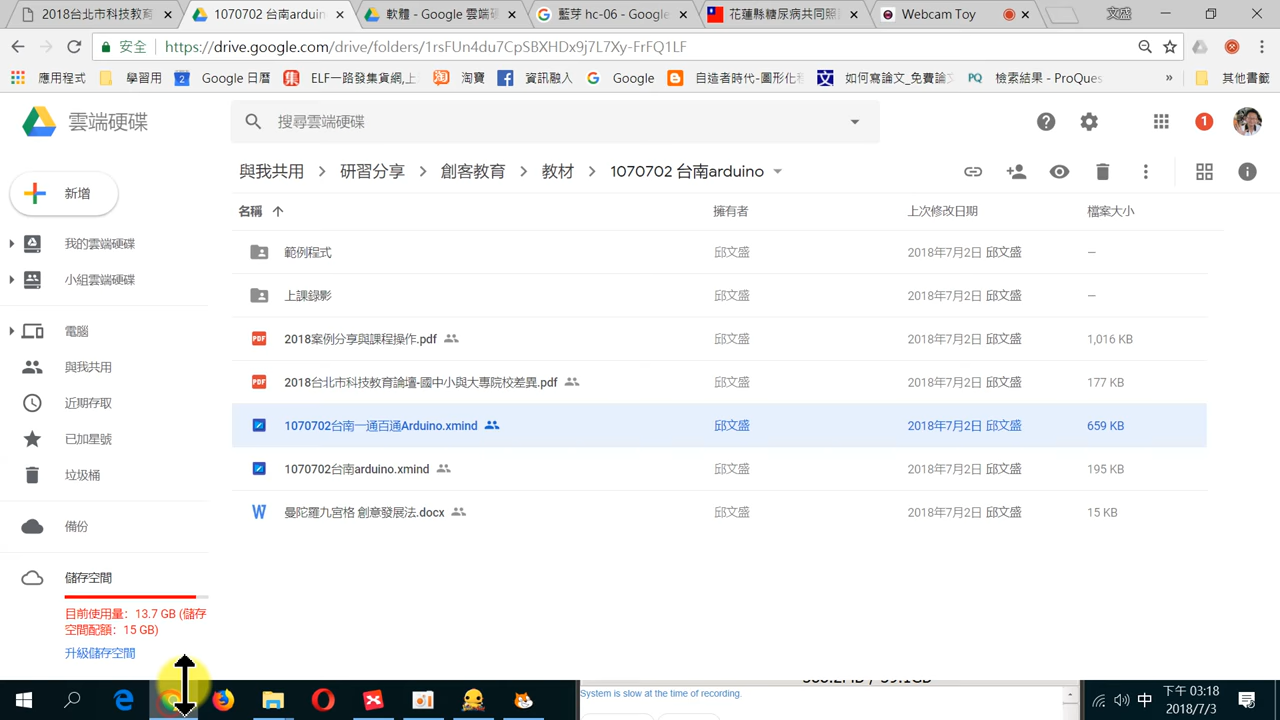 2018台北市科技教育
1070702 台南arduin
軟體 - Google 雲端硬
藍芽 hc-06 - Google
花蓮縣糖尿病共同照
Webcam Toy
文盛
安全
https://drive.google.com/drive/folders/1rsFUn4du7CpSBXHDx9j7L7Xy-FrFQ1LF
應用程式
學習用
Google 日曆
ELF一路發集貨網,上
淘寶
資訊融入
Google
自造者時代-圖形化程
如何寫論文_免費論文
檢索結果 - ProQues
»
其他書籤
雲端硬碟
搜尋雲端硬碟
1
與我共用 > 研習分享 > 創客教育 > 教材 > 1070702 台南arduino
新增
我的雲端硬碟
小組雲端硬碟
電腦
與我共用
近期存取
已加星號
垃圾桶
備份
儲存空間
目前使用量：13.7 GB (儲存
空間配額：15 GB)
升級儲存空間
名稱 擁有者 上次修改日期 檔案大小
範例程式 邱文盛 2018年7月2日 邱文盛 –
上課錄影 邱文盛 2018年7月2日 邱文盛 –
2018案例分享與課程操作.pdf 邱文盛 2018年7月2日 邱文盛 1,016 KB
2018台北市科技教育論壇-國中小與大專院校差異.pdf 邱文盛 2018年7月2日 邱文盛 177 KB
1070702台南一通百通Arduino.xmind 邱文盛 2018年7月2日 邱文盛 659 KB
1070702台南arduino.xmind 邱文盛 2018年7月2日 邱文盛 195 KB
曼陀羅九宮格 創意發展法.docx 邱文盛 2018年7月2日 邱文盛 15 KB
System is slow at the time of recording.
中
下午 03:18
2018/7/3